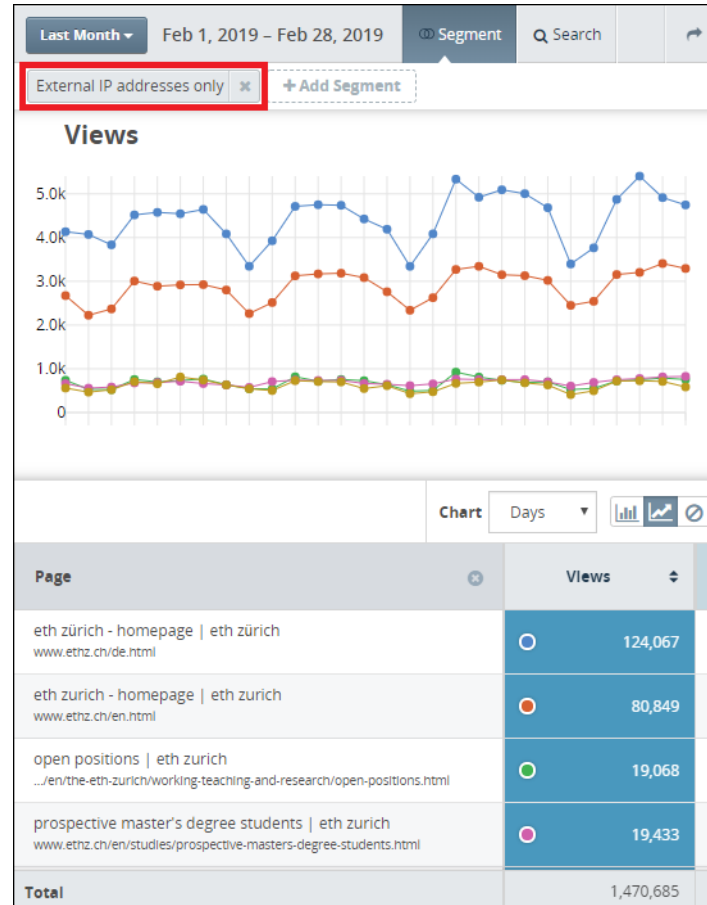 Last Month
Feb 1, 2019 – Feb 28, 2019
Segment
Search
External IP addresses only
+ Add Segment
Views
5.0k
4.0k
3.0k
2.0k
1.0k
0
Chart
Days
Page
Views
eth zürich - homepage | eth zürich
www.ethz.ch/de.html
124,067
eth zurich - homepage | eth zurich
www.ethz.ch/en.html
80,849
open positions | eth zurich
.../en/the-eth-zurich/working-teaching-and-research/open-positions.html
19,068
prospective master's degree students | eth zurich
www.ethz.ch/en/studies/prospective-masters-degree-students.html
19,433
Total
1,470,685